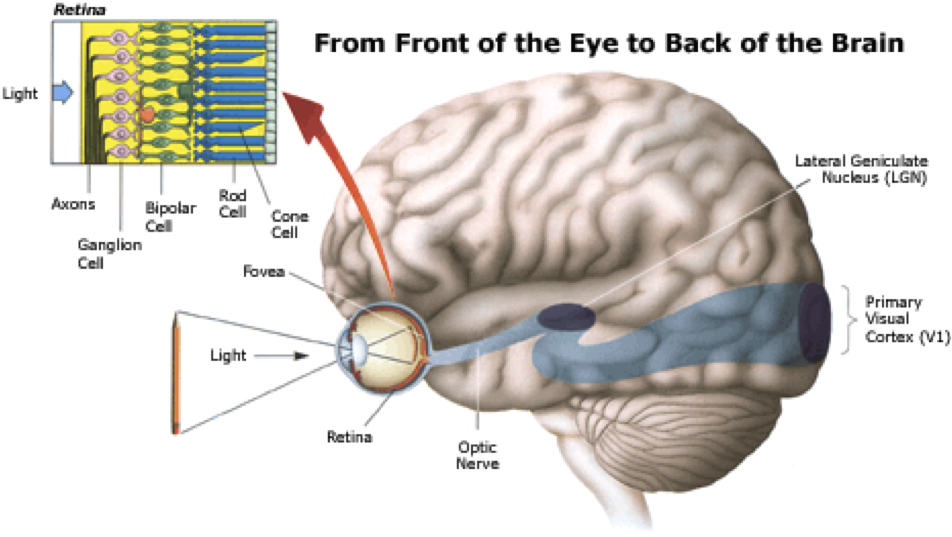 Retina
From Front of the Eye to Back of the Brain
Light
Axons
Ganglion
Cell
Bipolar
Cell
Rod
Cell
Cone
Cell
Lateral Geniculate
Nucleus (LGN)
Fovea
Primary
Visual
Cortex (V1)
Light
Retina
Optic
Nerve